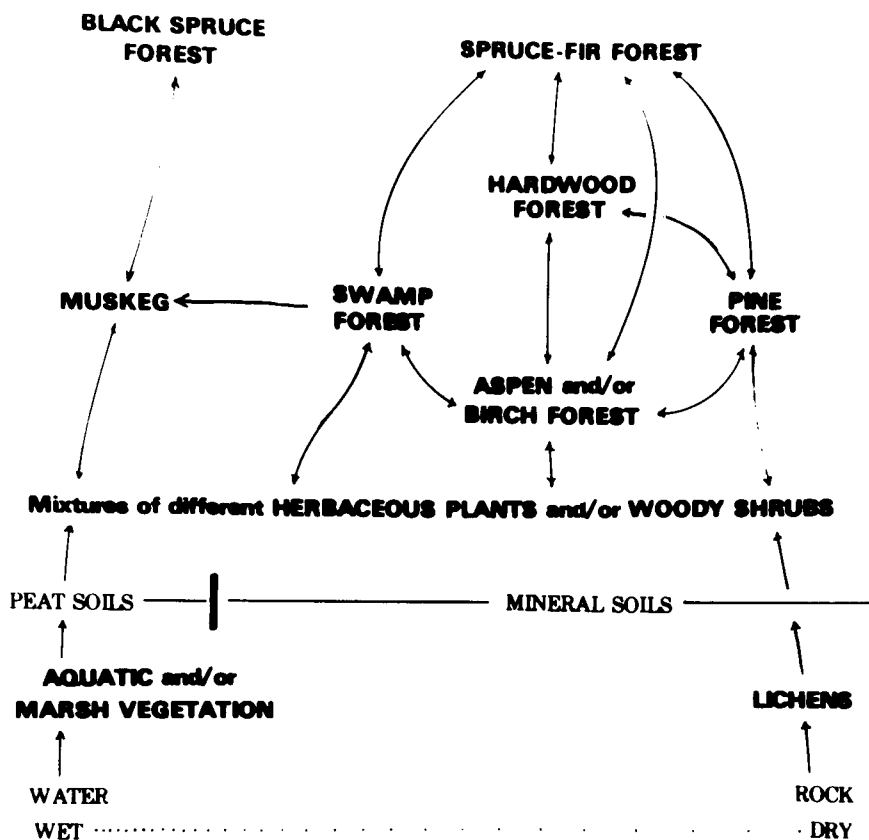 BLACK SPRUCE
FOREST
SPRUCE-FIR FOREST
HARDWOOD
FOREST
MUSKEG
SWAMP
FOREST
PINE
FOREST
ASPEN and/or
BIRCH FOREST
Mixtures of different HERBACEOUS PLANTS and/or WOODY SHRUBS
PEAT SOILS
MINERAL SOILS
AQUATIC and/or
MARSH VEGETATION
LICHENS
WATER
ROCK
WET
DRY